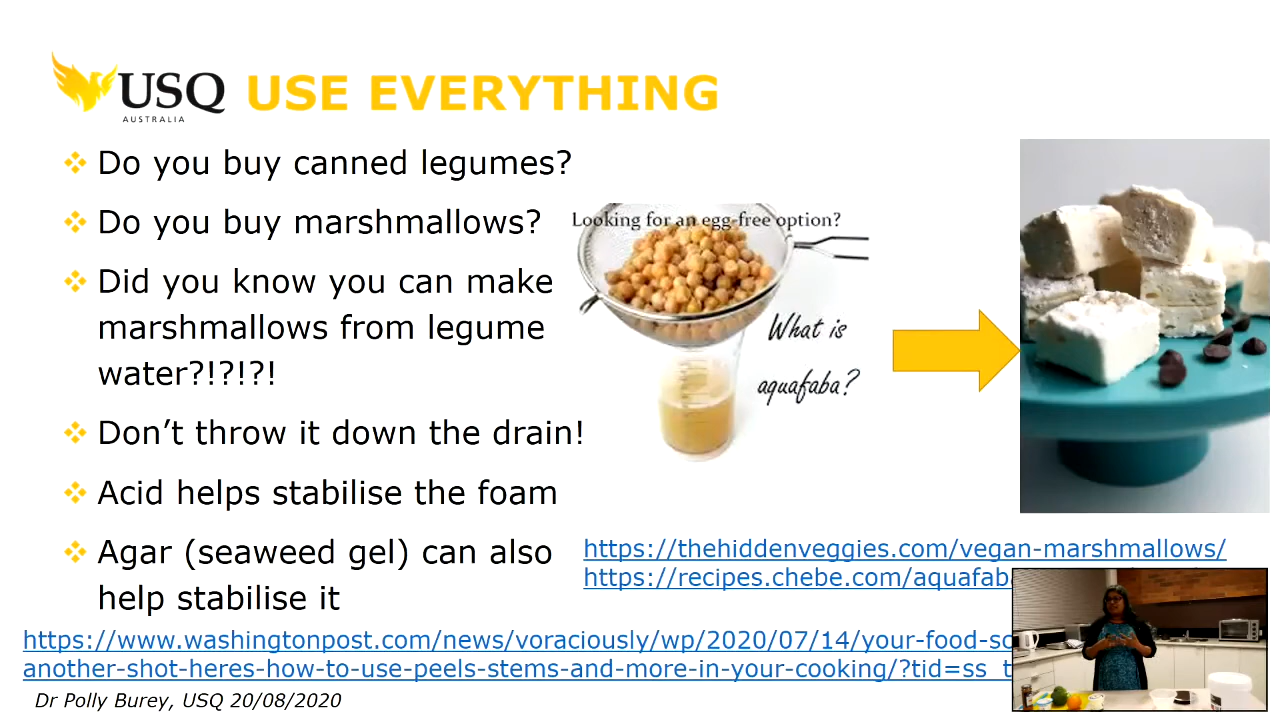 USQ
AUSTRALIA
USE EVERYTHING
Do you buy canned legumes?
Do you buy marshmallows?
Did you know you can make
marshmallows from legume
water?!?!?!
Don’t throw it down the drain!
Acid helps stabilise the foam
Agar (seaweed gel) can also
help stabilise it
Looking for an egg-free option?
What is
aquafaba?
https://thehiddenveggies.com/vegan-marshmallows/
https://recipes.chebe.com/aquafaba
https://www.washingtonpost.com/news/voraciously/wp/2020/07/14/your-food-sc
another-shot-heres-how-to-use-peels-stems-and-more-in-your-cooking/?tid=ss_t
Dr Polly Burey, USQ 20/08/2020